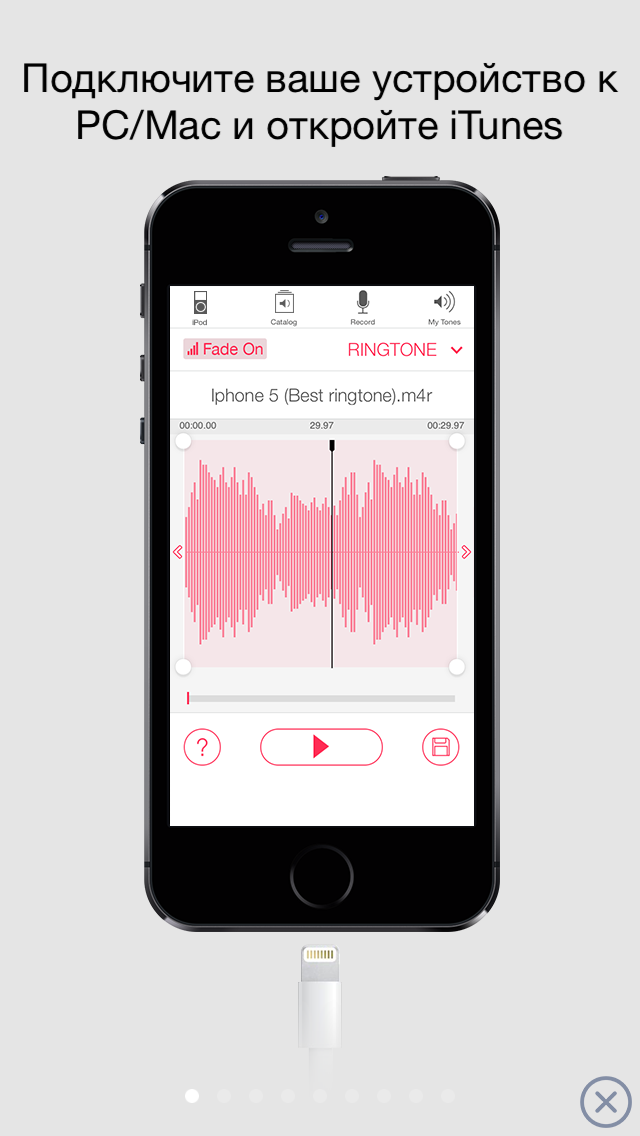 Подключите ваше устройство к
PC/Mac и откройте iTunes
iPod
Catalog
Record
My Tones
Fade On
RINGTONE
Iphone 5 (Best ringtone).m4r
00:00.00
29.97
00:29.97
?